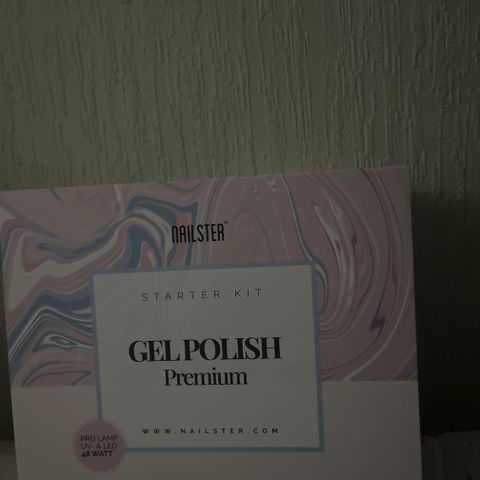 NAILSTER™
STARTER KIT
GEL POLISH
Premium
WWW.NAILSTER.COM
PRO LAMP
UV- & LED
48 WATT